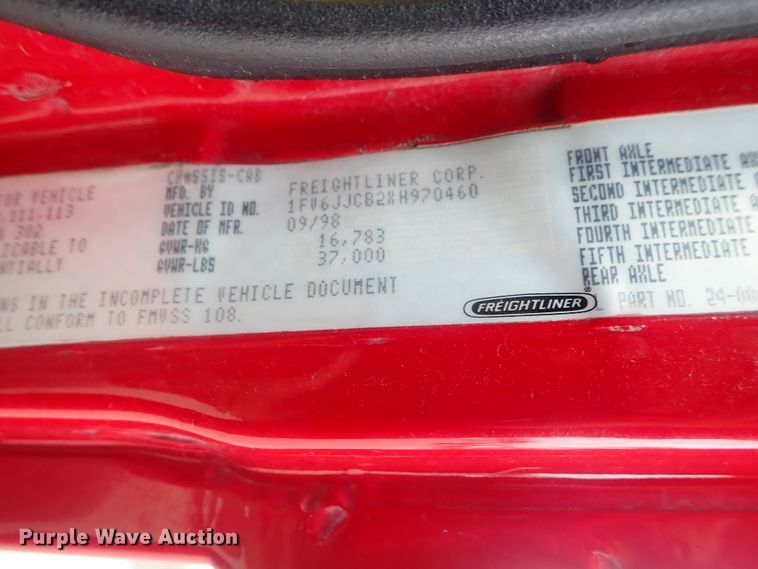 CHASSIS-CAB
MFD. BY FREIGHTLINER CORP.
VEHICLE ID NO. 1FV6JJCB2XH970460
DATE OF MFR. 09/98
GVWR-KG 16,783
GVWR-LBS 37,000
OR VEHICLE
,111,113
302
ICABLE TO
NTIALLY
ONS IN THE INCOMPLETE VEHICLE DOCUMENT
LL CONFORM TO FMVSS 108.
FRONT AXLE
FIRST INTERMEDIATE
SECOND INTERMEDIATE
THIRD INTERMEDIATE
FOURTH INTERMEDIATE
FIFTH INTERMEDIATE
REAR AXLE
FREIGHTLINER®
PART NO. 24-00
Purple Wave Auction